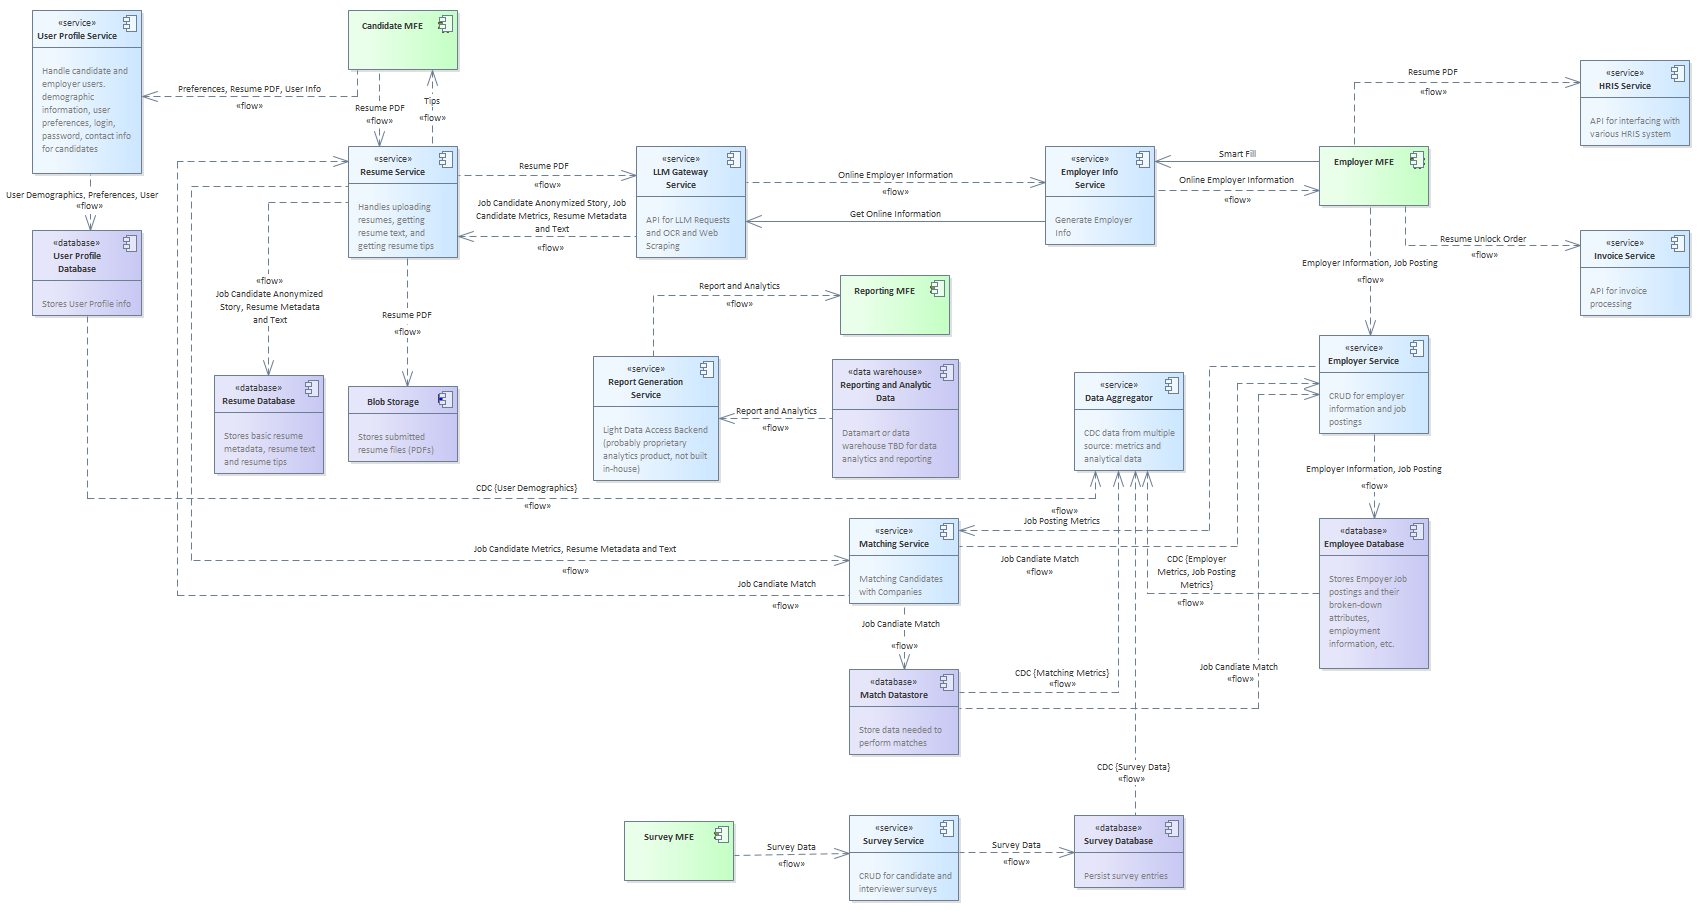 «service»
User Profile Service
Handle candidate and
employer users.
demographic
information, user
preferences, login,
password, contact info
for candidates
Candidate MFE
Preferences, Resume PDF, User Info
«flow»
Resume PDF
«flow»
Tips
«flow»
Resume PDF
«flow»
«service»
HRIS Service
API for interfacing with
various HRIS system
«service»
Resume Service
Handles uploading
resumes, getting
resume text, and
getting resume tips
Resume PDF
«flow»
Job Candidate Anonymized Story, Job
Candidate Metrics, Resume Metadata
and Text
«flow»
«service»
LLM Gateway
Service
API for LLM Requests
and OCR and Web
Scraping
Online Employer Information
«flow»
Get Online Information
«service»
Employer Info
Service
Generate Employer
Info
Smart Fill
Online Employer Information
«flow»
Employer MFE
User Demographics, Preferences, User
«flow»
«database»
User Profile
Database
Stores User Profile info
Resume Unlock Order
«flow»
«service»
Invoice Service
API for invoice
processing
Employer Information, Job Posting
«flow»
«flow»
Job Candidate Anonymized
Story, Resume Metadata
and Text
Resume PDF
«flow»
Report and Analytics
«flow»
Reporting MFE
«service»
Employer Service
CRUD for employer
information and job
postings
«database»
Resume Database
Stores basic resume
metadata, resume text
and resume tips
Blob Storage
Stores submitted
resume files (PDFs)
«service»
Report Generation
Service
Light Data Access Backend
(probably proprietary
analytics product, not built
in-house)
Report and Analytics
«flow»
«data warehouse»
Reporting and Analytic
Data
Datamart or data
warehouse TBD for data
analytics and reporting
«service»
Data Aggregator
CDC data from multiple
source: metrics and
analytical data
Employer Information, Job Posting
«flow»
CDC {User Demographics}
«flow»
«flow»
Job Posting Metrics
«service»
Matching Service
Matching Candidates
with Companies
Job Candidate Metrics, Resume Metadata and Text
«flow»
Job Candiate Match
«flow»
Job Candiate Match
«flow»
CDC {Employer
Metrics, Job Posting
Metrics}
«flow»
«database»
Employee Database
Stores Empoyer Job
postings and their
broken-down
attributes,
employment
information, etc.
Job Candiate Match
«flow»
«database»
Match Datastore
Store data needed to
perform matches
CDC {Matching Metrics}
«flow»
Job Candiate Match
«flow»
CDC {Survey Data}
«flow»
Survey MFE
Survey Data
«flow»
«service»
Survey Service
CRUD for candidate and
interviewer surveys
Survey Data
«flow»
«database»
Survey Database
Persist survey entries